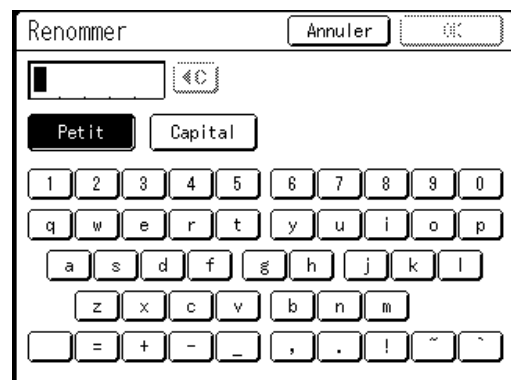 Renommer Annuler OK
◀C
Petit Capital
1 2 3 4 5 6 7 8 9 0
q w e r t y u i o p
a s d f g h j k l
z x c v b n m
= + - _ , . ! ~ `